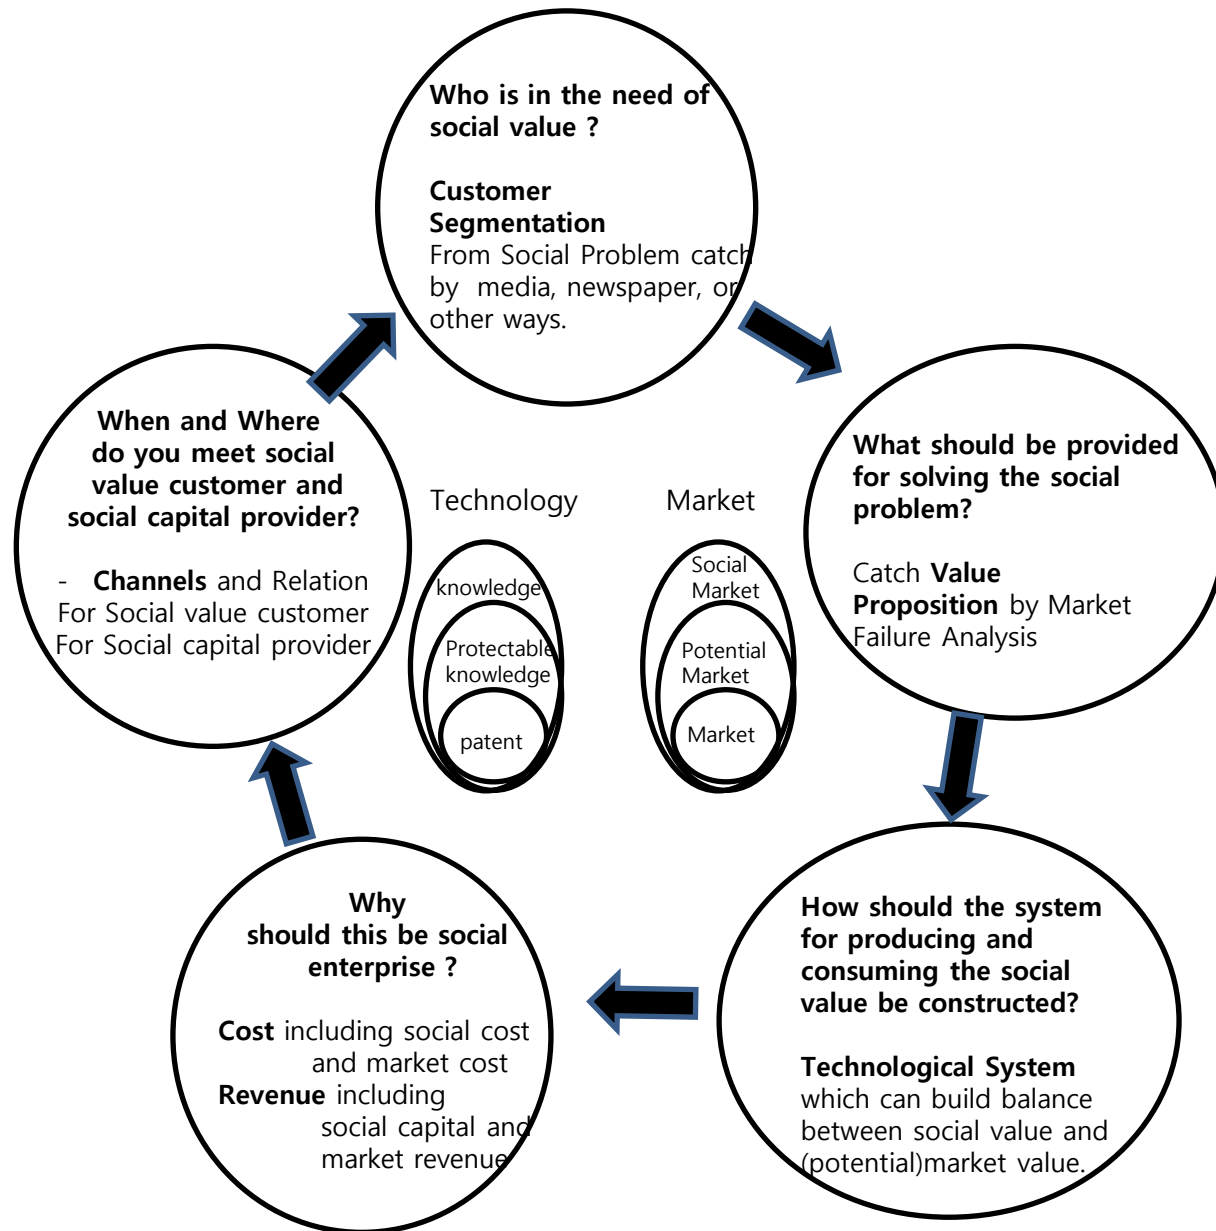 Who is in the need of
social value ?
Customer
Segmentation
From Social Problem catch
by media, newspaper, or
other ways.
What should be provided
for solving the social
problem?
Catch Value
Proposition by Market
Failure Analysis
How should the system
for producing and
consuming the social
value be constructed?
Technological System
which can build balance
between social value and
(potential)market value.
Why
should this be social
enterprise ?
Cost including social cost
and market cost
Revenue including
social capital and
market revenue
When and Where
do you meet social
value customer and
social capital provider?
- Channels and Relation
For Social value customer
For Social capital provider
Technology
knowledge
Protectable
knowledge
patent
Market
Social
Market
Potential
Market
Market